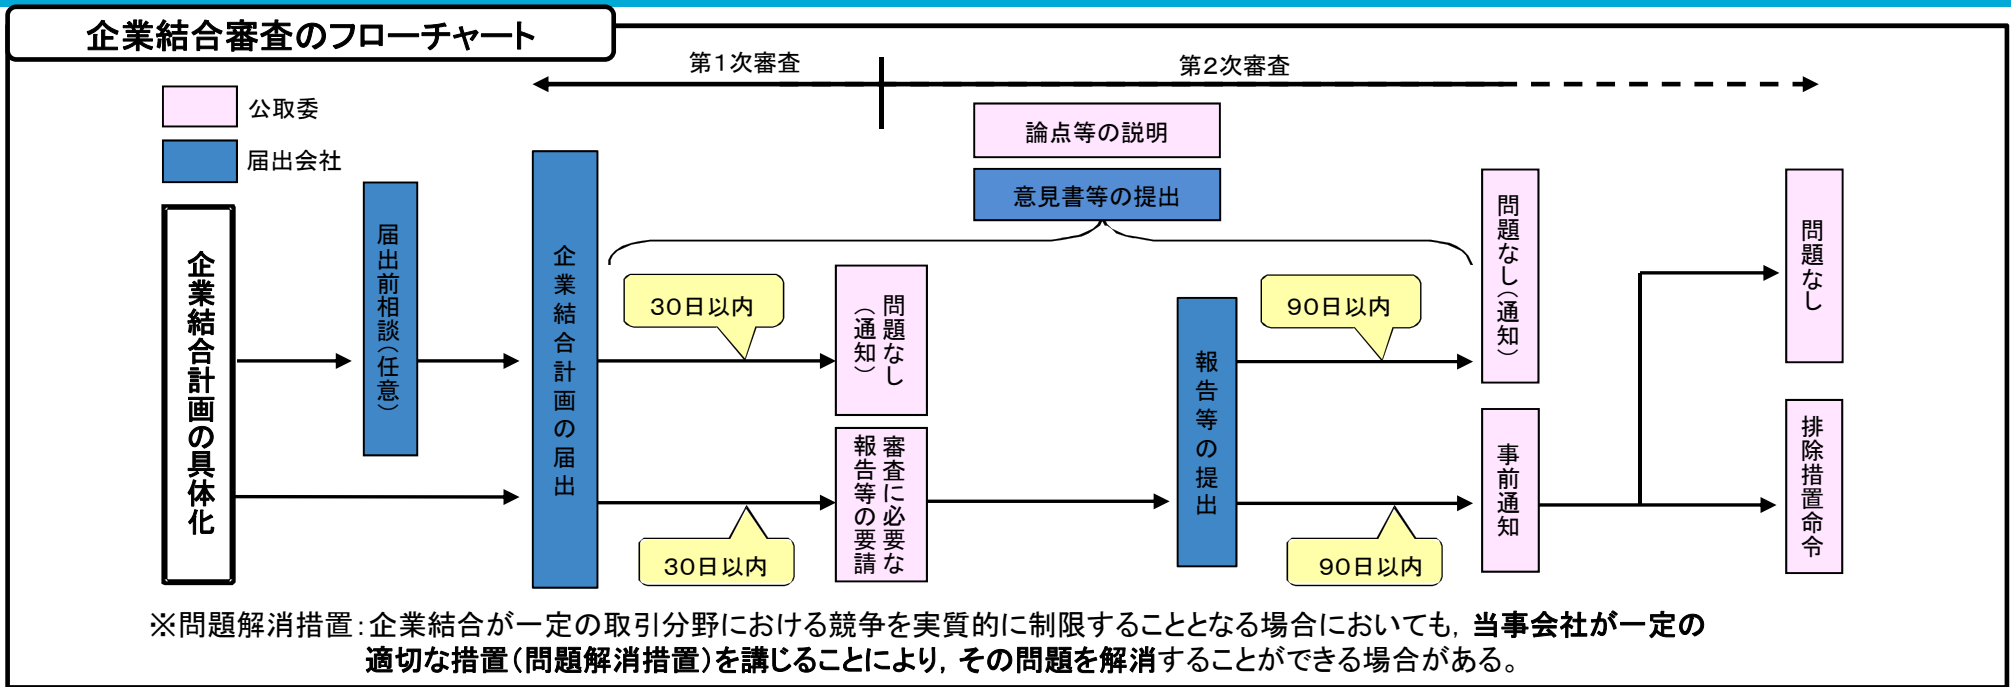 企業結合審査のフローチャート
第1次審査
第2次審査
公取委
届出会社
論点等の説明
意見書等の提出
企業結合計画の具体化
届出前相談(任意)
企業結合計画の届出
30日以内
30日以内
問題なし
(通知)
審査に必要な
報告等の要請
報告等の提出
90日以内
90日以内
問題なし(通知)
事前通知
問題なし
排除措置命令
※問題解消措置:企業結合が一定の取引分野における競争を実質的に制限することとなる場合においても,当事会社が一定の
適切な措置(問題解消措置)を講じることにより,その問題を解消することができる場合がある。